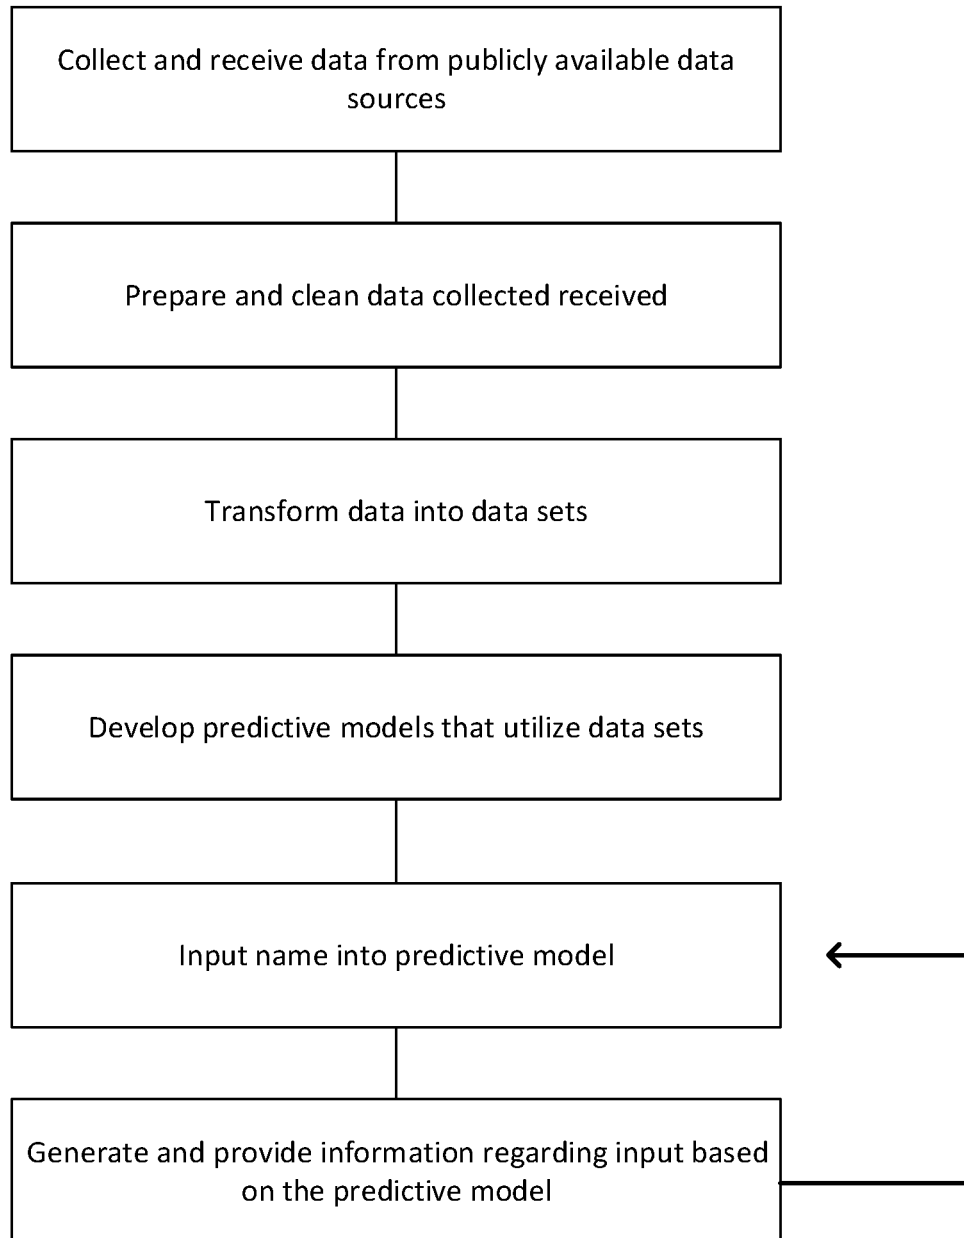 Collect and receive data from publicly available data
sources
Prepare and clean data collected received
Transform data into data sets
Develop predictive models that utilize data sets
Input name into predictive model
Generate and provide information regarding input based
on the predictive model